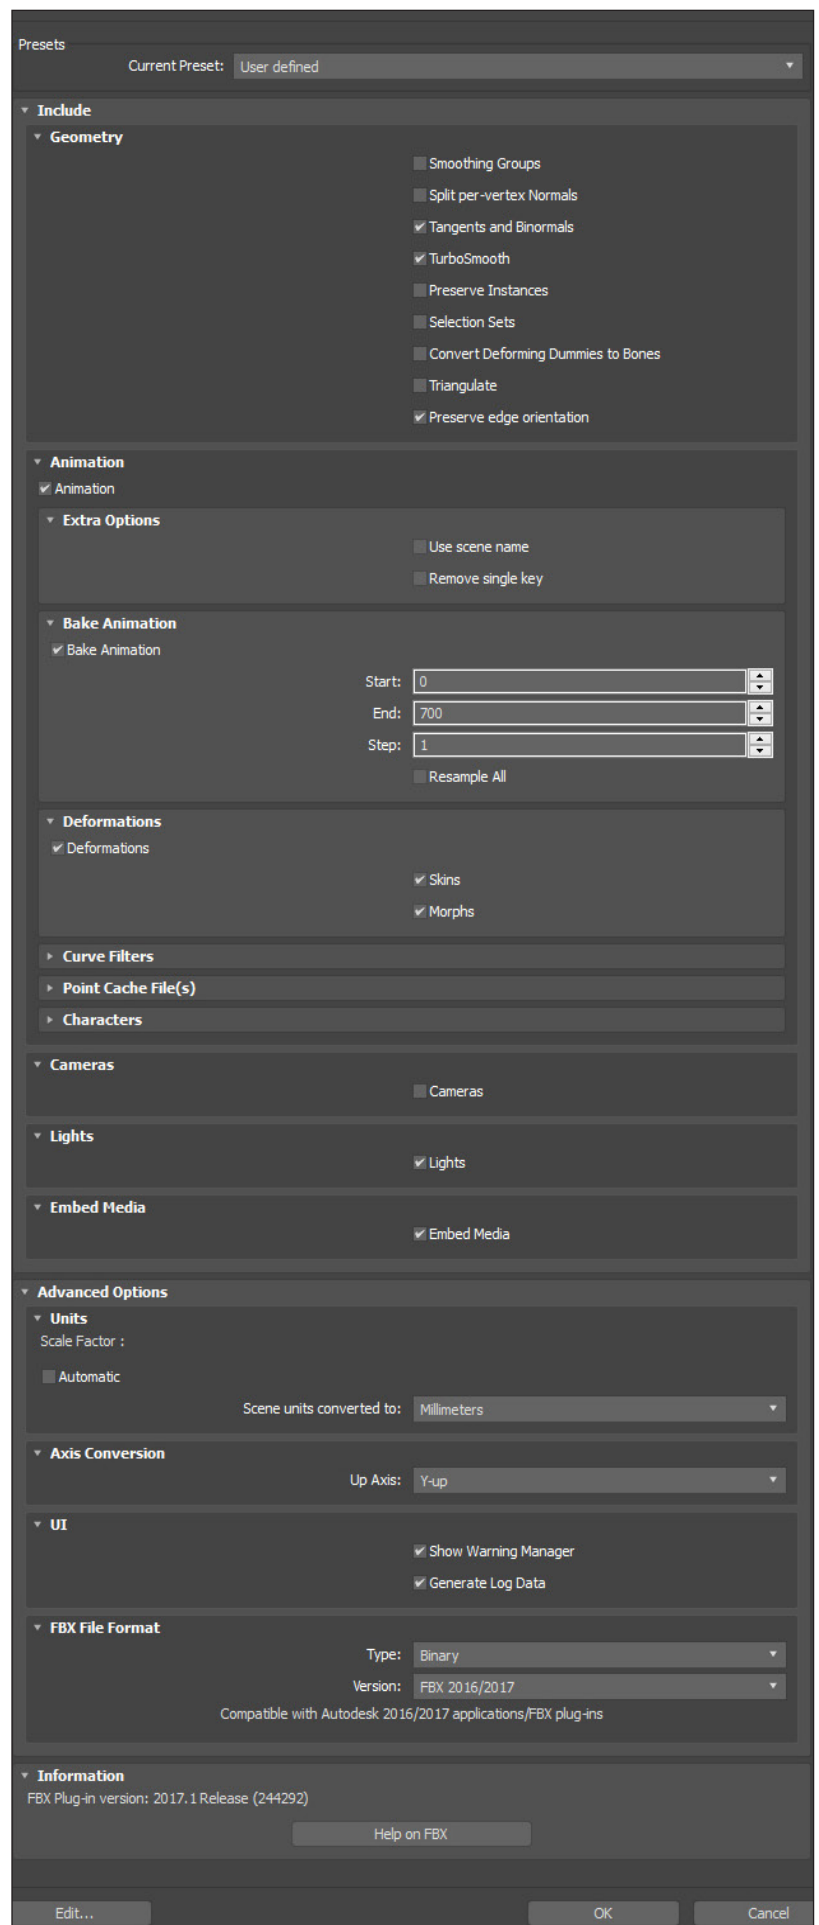 Presets
Current Preset: User defined
Include
Geometry
Smoothing Groups
Split per-vertex Normals
Tangents and Binormals
TurboSmooth
Preserve Instances
Selection Sets
Convert Deforming Dummies to Bones
Triangulate
Preserve edge orientation
Animation
Animation
Extra Options
Use scene name
Remove single key
Bake Animation
Bake Animation
Start: 0
End: 700
Step: 1
Resample All
Deformations
Deformations
Skins
Morphs
Curve Filters
Point Cache File(s)
Characters
Cameras
Cameras
Lights
Lights
Embed Media
Embed Media
Advanced Options
Units
Scale Factor :
Automatic
Scene units converted to: Millimeters
Axis Conversion
Up Axis: Y-up
UI
Show Warning Manager
Generate Log Data
FBX File Format
Type: Binary
Version: FBX 2016/2017
Compatible with Autodesk 2016/2017 applications/FBX plug-ins
Information
FBX Plug-in version: 2017.1 Release (244292)
Help on FBX
Edit... OK Cancel